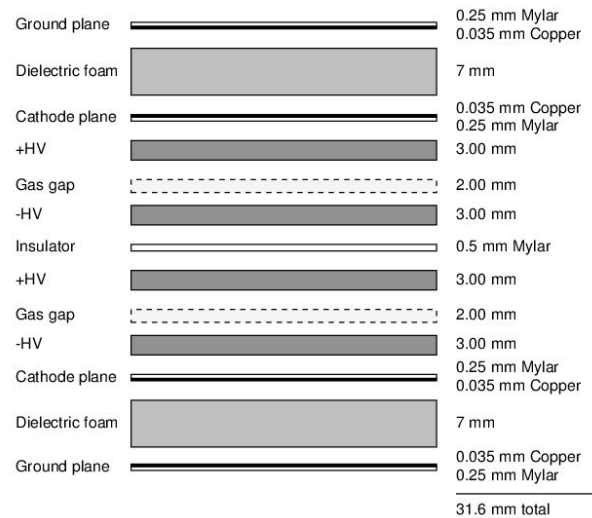 Ground plane
0.25 mm Mylar
0.035 mm Copper
Dielectric foam
7 mm
Cathode plane
0.035 mm Copper
0.25 mm Mylar
+HV
3.00 mm
Gas gap
2.00 mm
-HV
3.00 mm
Insulator
0.5 mm Mylar
+HV
3.00 mm
Gas gap
2.00 mm
-HV
3.00 mm
Cathode plane
0.25 mm Mylar
0.035 mm Copper
Dielectric foam
7 mm
Ground plane
0.035 mm Copper
0.25 mm Mylar
31.6 mm total